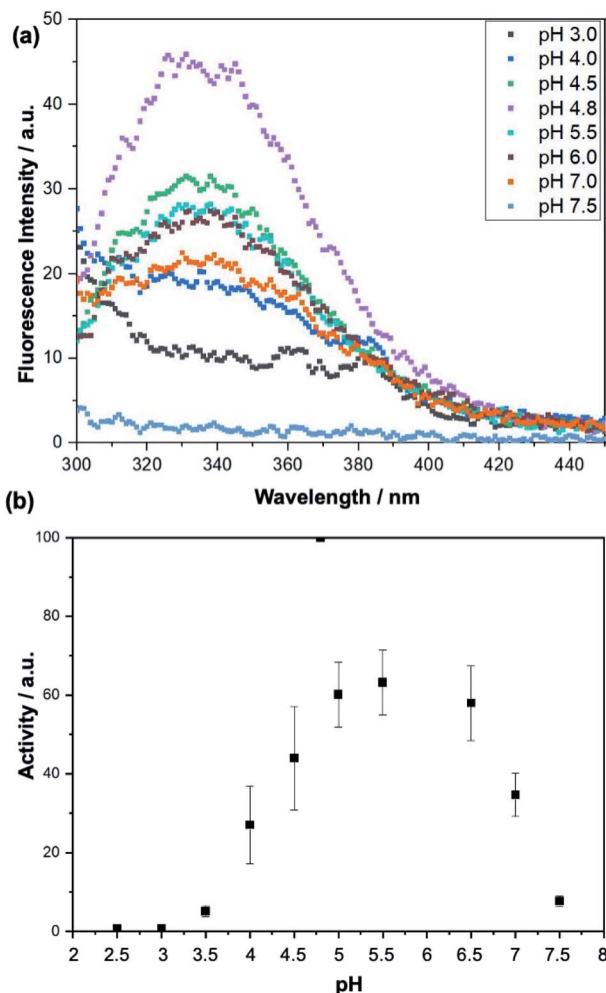 (a)
50
40
30
20
10
0
Fluorescence Intensity / a.u.
pH 3.0
pH 4.0
pH 4.5
pH 4.8
pH 5.5
pH 6.0
pH 7.0
pH 7.5
300 320 340 360 380 400 420 440
Wavelength / nm
(b)
100
80
60
40
20
0
Activity / a.u.
2 2.5 3 3.5 4 4.5 5 5.5 6 6.5 7 7.5 8
pH